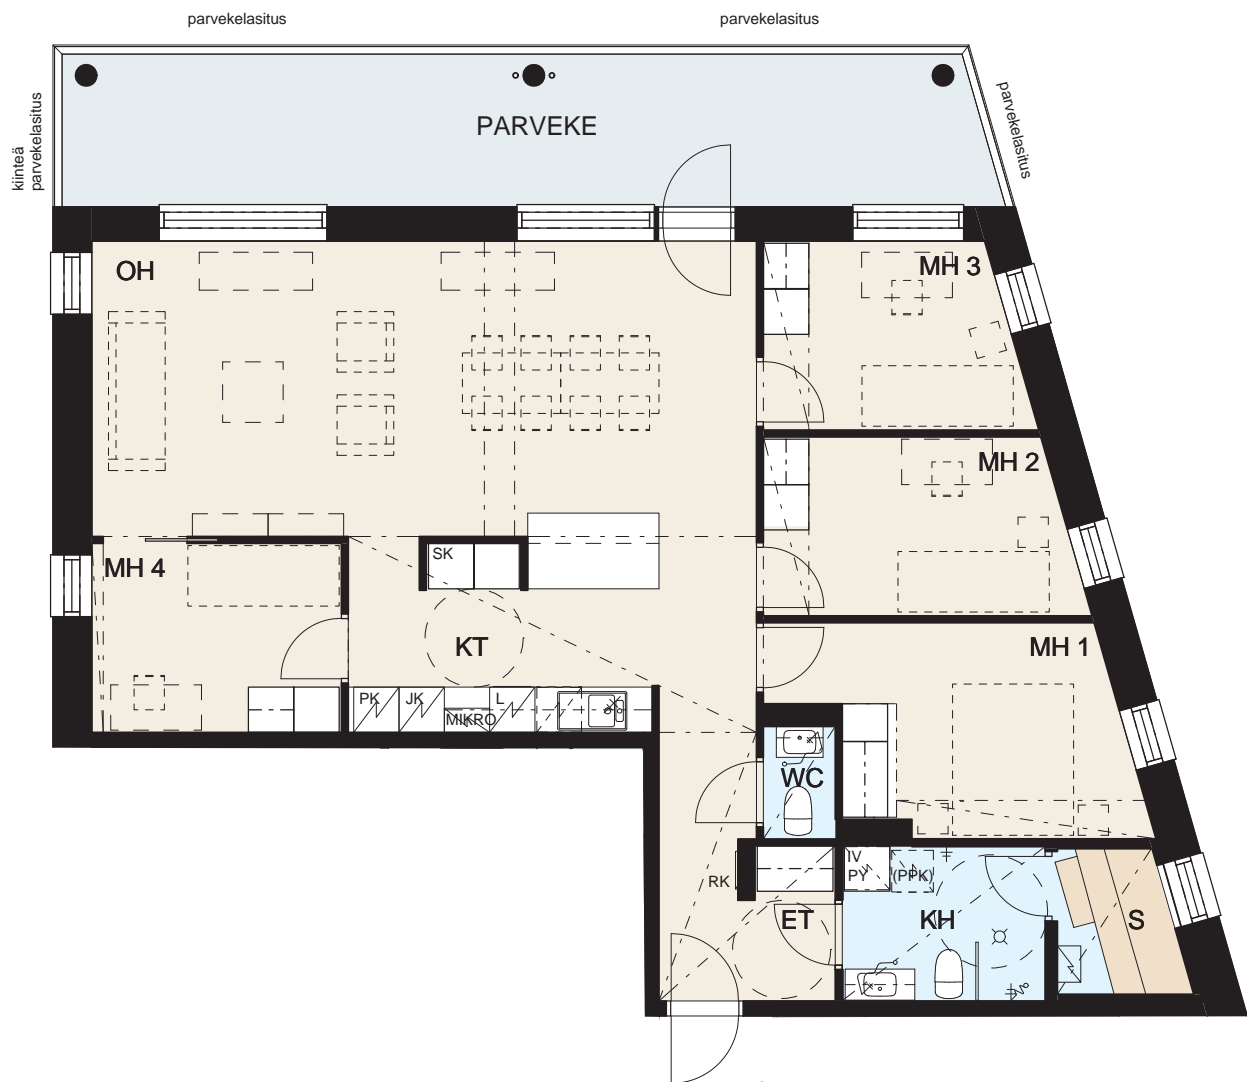 parvekelasitus
parvekelasitus
kiinteä
parvekelasitus
parvekelasitus
PARVEKE
OH
MH 3
MH 2
SK
MH 4
KT
MH 1
PK
JK
L
MIKRO
WC
IV
PY
(PPK)
RK
ET
KH
S